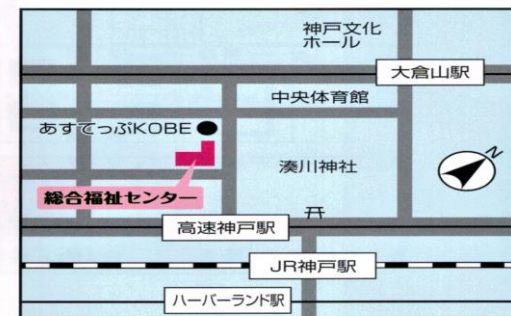 神戸文化
ホール
大倉山駅
中央体育館
あすてっぷKOBE
湊川神社
N
総合福祉センター
高速神戸駅
JR神戸駅
ハーバーランド駅